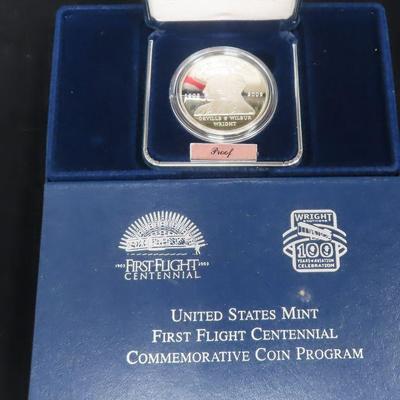 1903 2003
ORVILLE & WILBUR
WRIGHT
Proof
1903 2003
FIRST FLIGHT
CENTENNIAL
WRIGHT
100
YEARS OF AVIATION
CELEBRATION
UNITED STATES MINT
FIRST FLIGHT CENTENNIAL
COMMEMORATIVE COIN PROGRAM